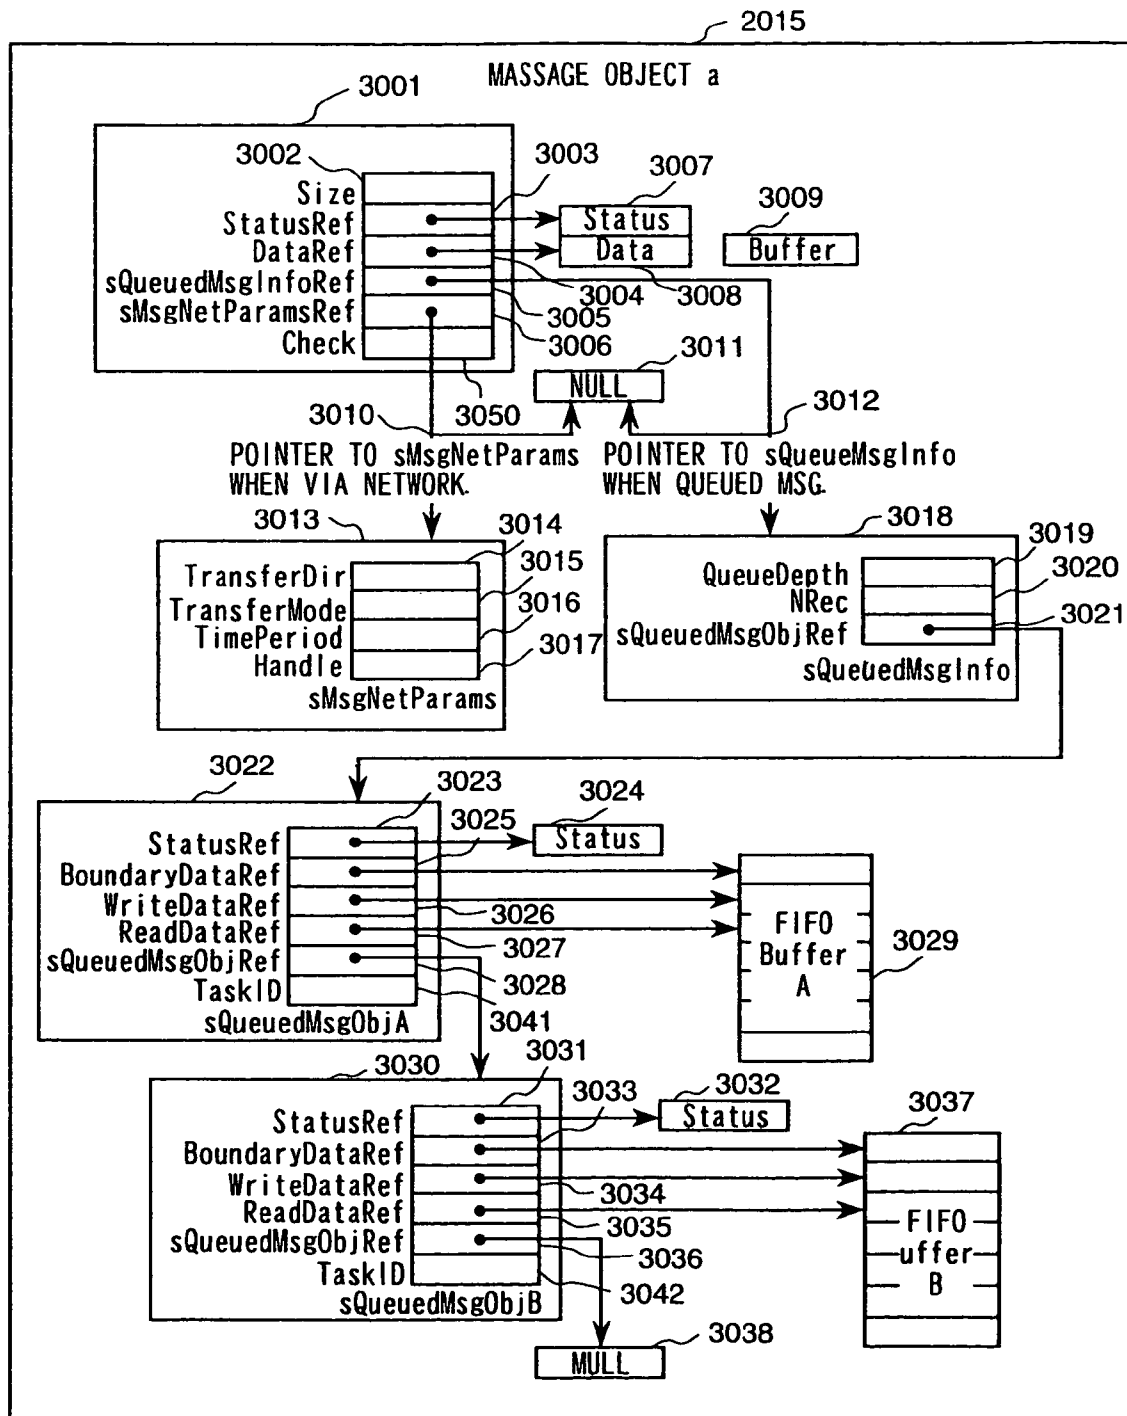 2015
MASSAGE OBJECT a
3001
3002
3003
Size
StatusRef
DataRef
sQueuedMsgInfoRef
sMsgNetParamsRef
Check
3007
Status
Data
3009
Buffer
3004
3008
3005
3006
3011
NULL
3050
3010
3012
POINTER TO sMsgNetParams
WHEN VIA NETWORK.
POINTER TO sQueueMsgInfo
WHEN QUEUED MSG.
3013
3014
3015
TransferDir
TransferMode
3016
TimePeriod
Handle
3017
sMsgNetParams
3018
3019
QueueDepth
3020
NRec
sQueuedMsgObjRef
3021
sQueuedMsgInfo
3022
3023
3024
Status
3025
StatusRef
BoundaryDataRef
WriteDataRef
3026
ReadDataRef
3027
sQueuedMsgObjRef
3028
TaskID
3041
sQueuedMsgObjA
FIFO
Buffer
A
3029
3030
3031
3032
Status
3033
StatusRef
BoundaryDataRef
WriteDataRef
3034
ReadDataRef
3035
sQueuedMsgObjRef
3036
TaskID
3042
sQueuedMsgObjB
3037
FIFO
uffer
B
3038
MULL